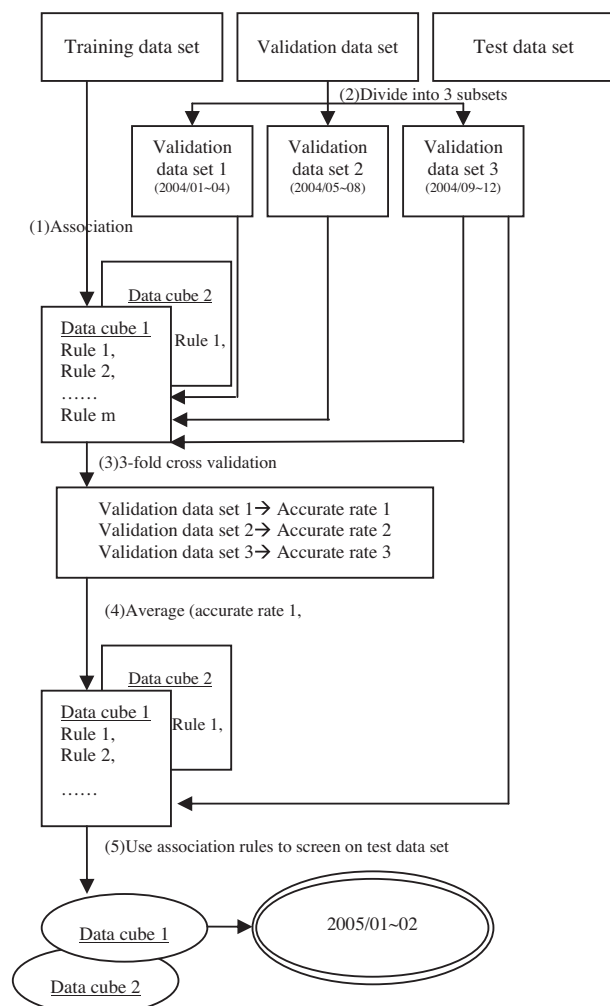 Training data set
Validation data set
Test data set
(2)Divide into 3 subsets
Validation
data set 1
(2004/01~04)
Validation
data set 2
(2004/05~08)
Validation
data set 3
(2004/09~12)
(1)Association
Data cube 2
Rule 1,
Data cube 1
Rule 1,
Rule 2,
……
Rule m
(3)3-fold cross validation
Validation data set 1→ Accurate rate 1
Validation data set 2→ Accurate rate 2
Validation data set 3→ Accurate rate 3
(4)Average (accurate rate 1,
Data cube 2
Rule 1,
Data cube 1
Rule 1,
Rule 2,
……
(5)Use association rules to screen on test data set
Data cube 1
2005/01~02
Data cube 2